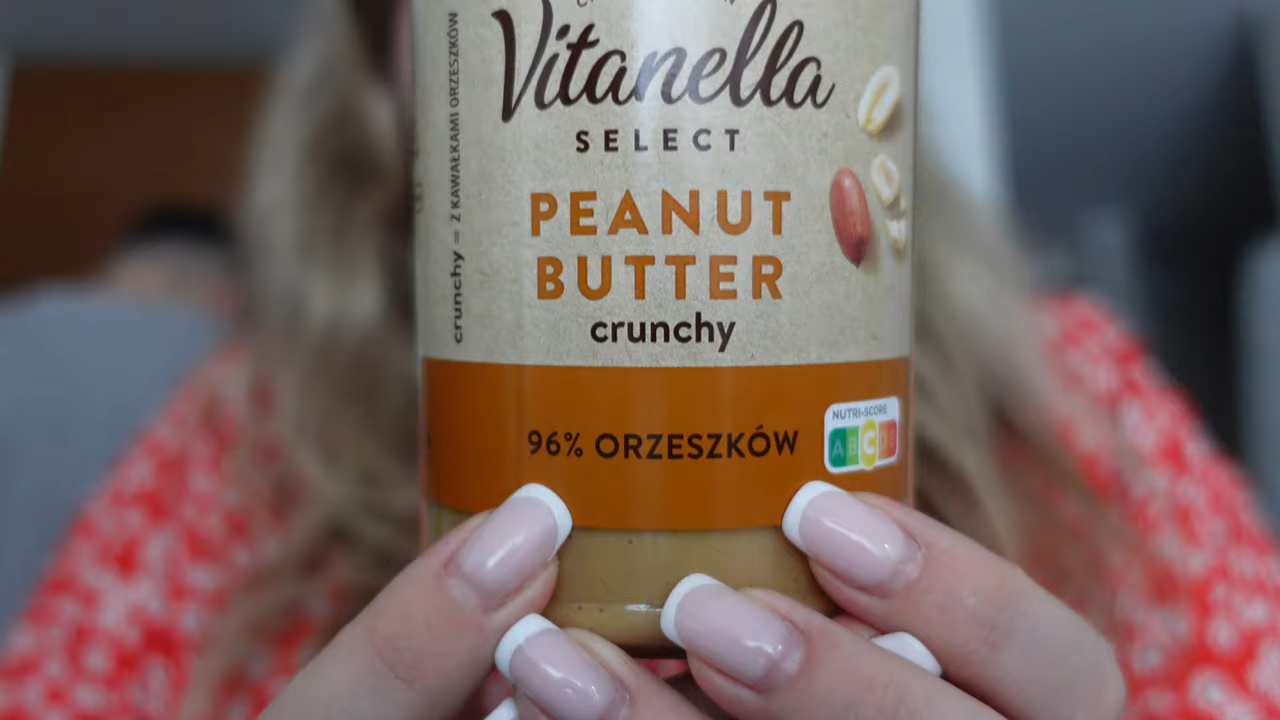 Vitanella
SELECT
PEANUT
BUTTER
crunchy
crunchy = Z KAWAŁKAMI ORZESZKÓW
96% ORZESZKÓW
NUTRI-SCORE
A B C D E